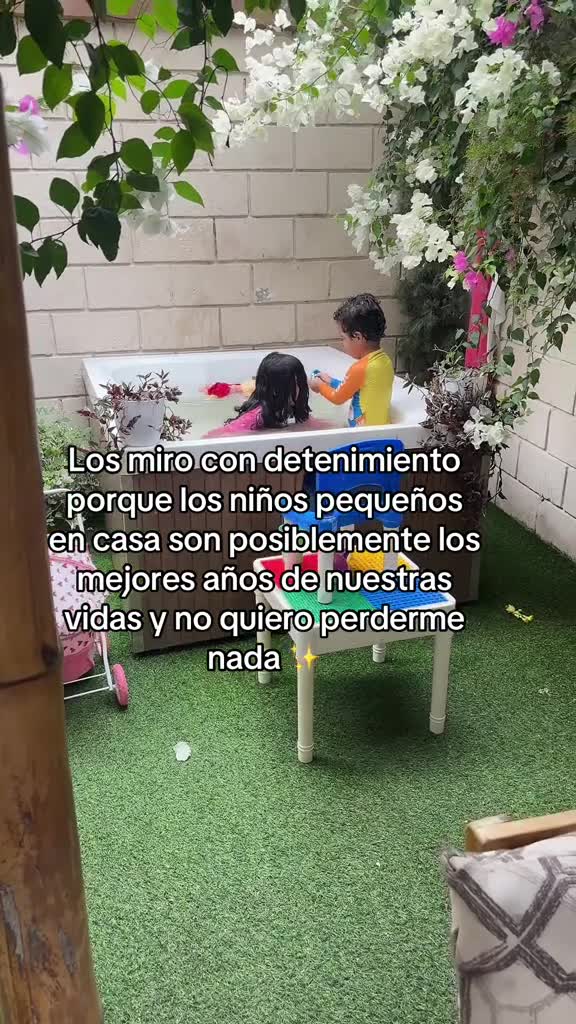 Los miro con detenimiento
porque los niños pequeños
en casa son posiblemente los
mejores años de nuestras
vidas y no quiero perderme
nada ✨